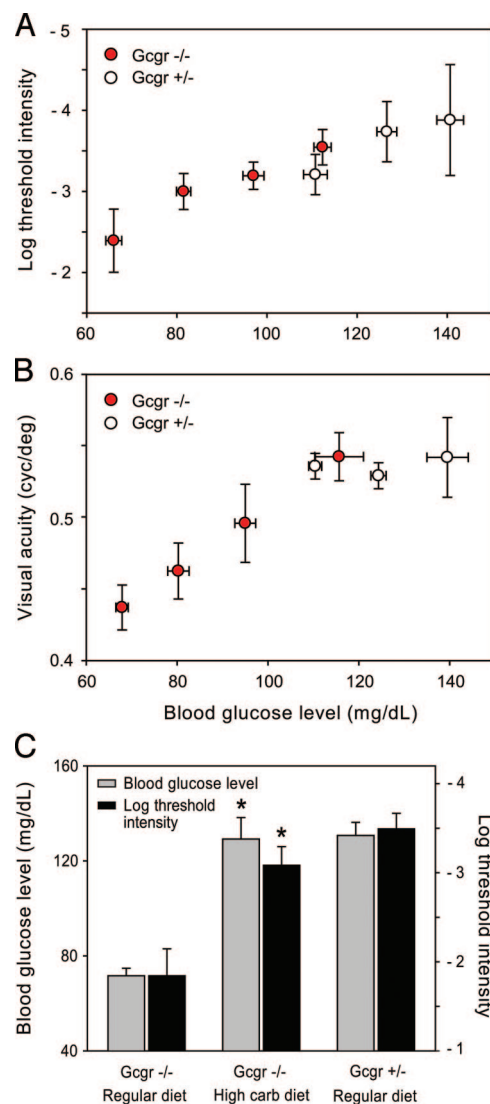 A
- 5
- 4
- 3
- 2
Log threshold intensity
Gcgr -/-
Gcgr +/-
60 80 100 120 140
B
0.6
0.5
0.4
Visual acuity (cyc/deg)
Gcgr -/-
Gcgr +/-
60 80 100 120 140
Blood glucose level (mg/dL)
C
160
120
80
40
Blood glucose level (mg/dL)
Blood glucose level
Log threshold
intensity
* *
- 4
- 3
- 2
- 1
Log threshold
intensity
Gcgr -/- Gcgr -/- Gcgr +/-
Regular diet High carb diet Regular diet